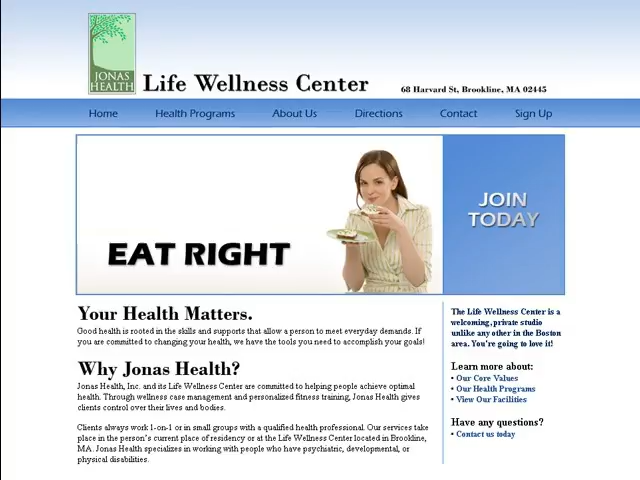 JONAS
HEALTH
Life Wellness Center
68 Harvard St, Brookline, MA 02445
Home Health Programs About Us Directions Contact Sign Up
EAT RIGHT
JOIN
TODAY
Your Health Matters.
Good health is rooted in the skills and supports that allow a person to meet everyday demands. If
you are committed to changing your health, we have the tools you need to accomplish your goals!
Why Jonas Health?
Jonas Health, Inc. and its Life Wellness Center are committed to helping people achieve optimal
health. Through wellness case management and personalized fitness training, Jonas Health gives
clients control over their lives and bodies.
Clients always work 1-on-1 or in small groups with a qualified health professional. Our services take
place in the person's current place of residency or at the Life Wellness Center located in Brookline,
MA. Jonas Health specializes in working with people who have psychiatric, developmental, or
physical disabilities.
The Life Wellness Center is a
welcoming, private studio
unlike any other in the Boston
area. You're going to love it!
Learn more about:
• Our Core Values
• Our Health Programs
• View Our Facilities
Have any questions?
• Contact us today